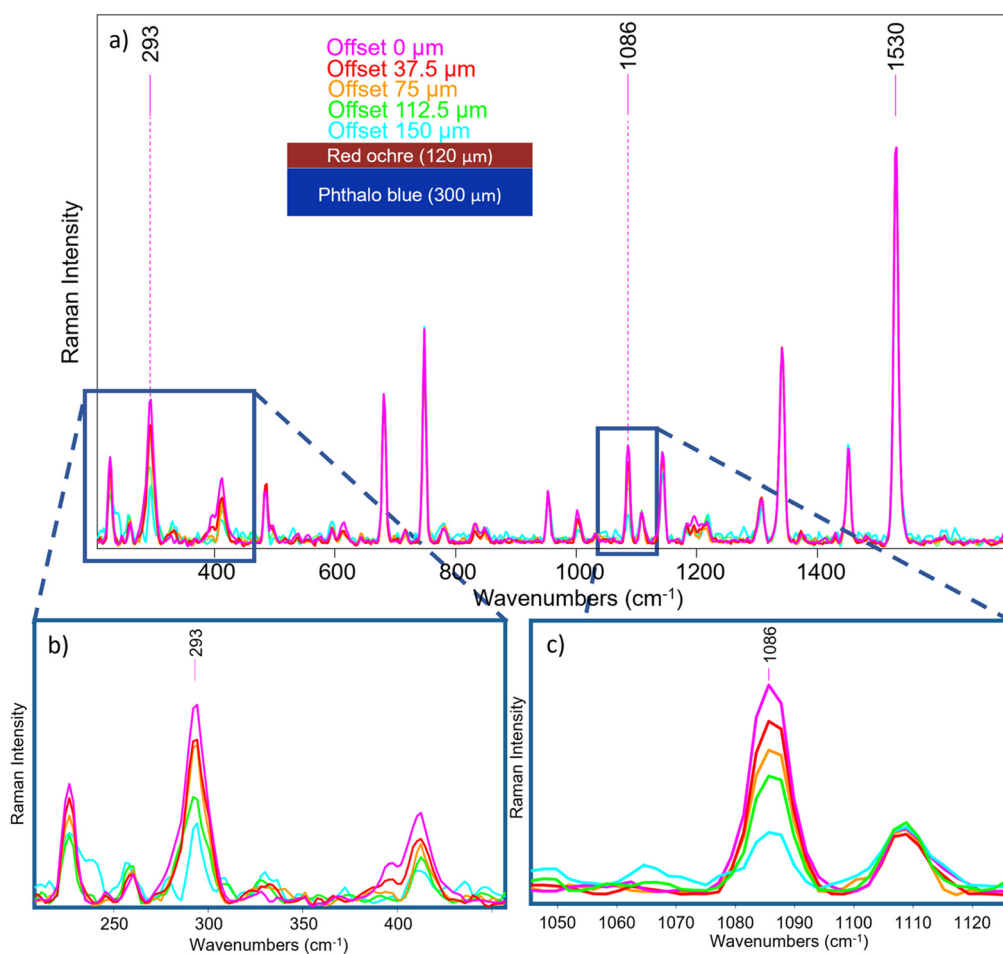 a)
293
1086
1530
Offset 0 μm
Offset 37.5 μm
Offset 75 μm
Offset 112.5 μm
Offset 150 μm
Red ochre (120 μm)
Phthalo blue (300 μm)
Raman Intensity
400
600
800
1000
1200
1400
Wavenumbers (cm⁻¹)
b)
293
Raman Intensity
250
300
350
400
Wavenumbers (cm⁻¹)
c)
1086
Raman Intensity
1050
1060
1070
1080
1090
1100
1110
1120
Wavenumbers (cm⁻¹)